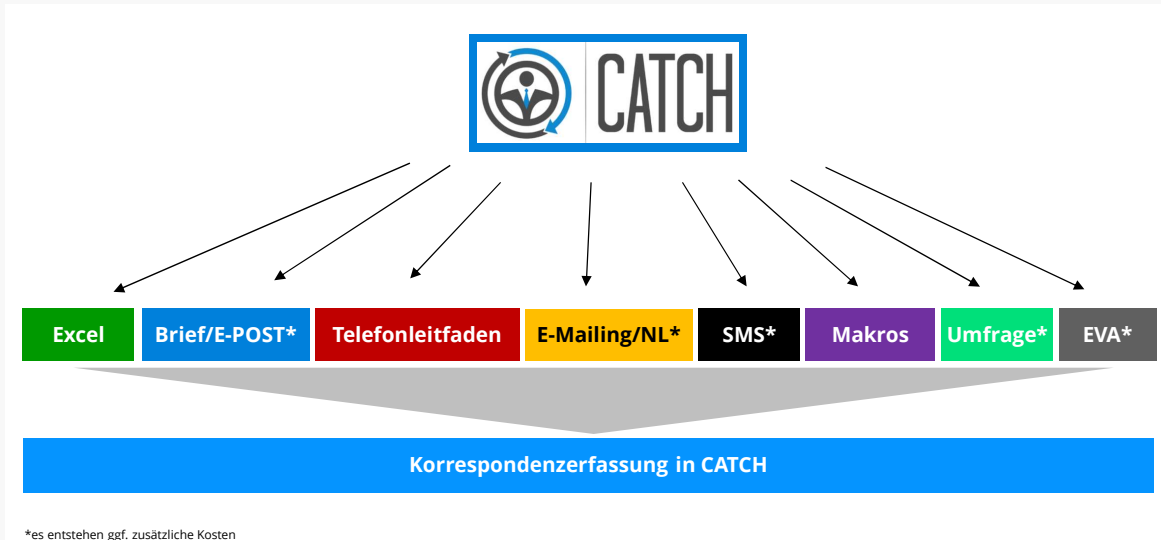 CATCH
Excel
Brief/E-POST*
Telefonleitfaden
E-Mailing/NL*
SMS*
Makros
Umfrage*
EVA*
Korrespondenzerfassung in CATCH
*es entstehen ggf. zusätzliche Kosten